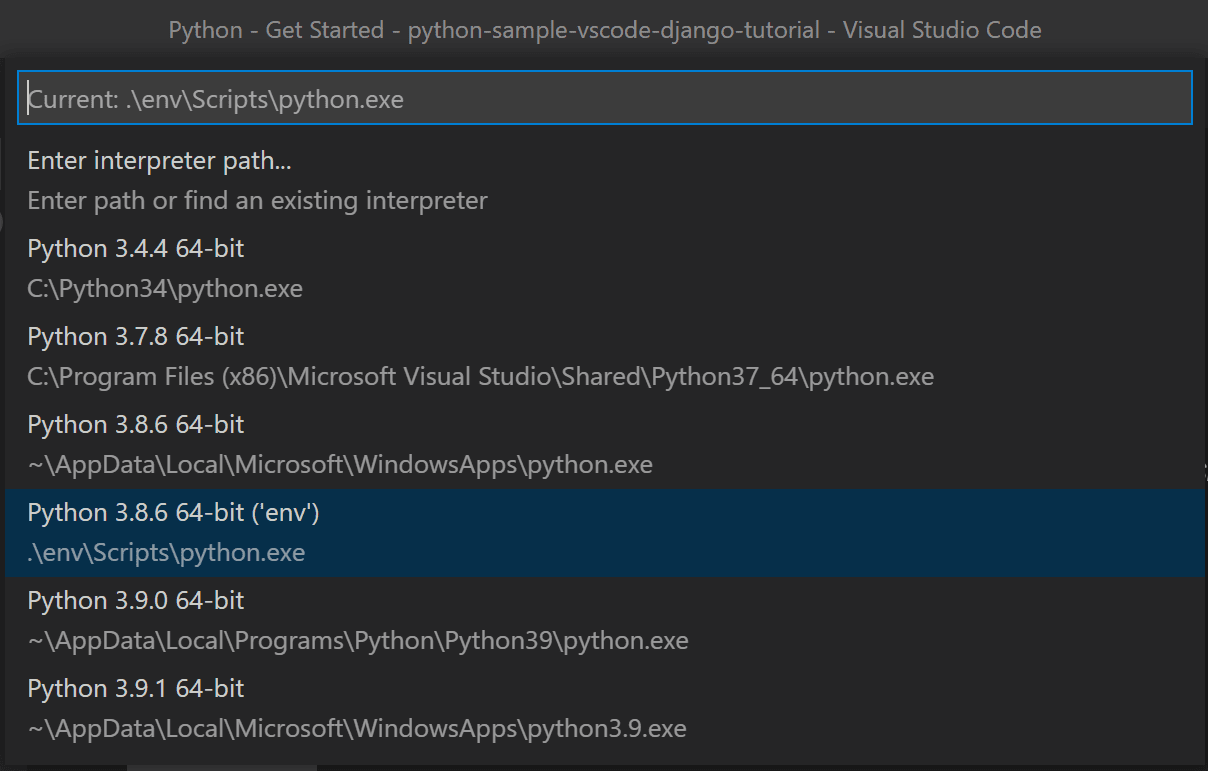 Python - Get Started - python-sample-vscode-django-tutorial - Visual Studio Code
Current: .\env\Scripts\python.exe
Enter interpreter path...
Enter path or find an existing interpreter
Python 3.4.4 64-bit
C:\Python34\python.exe
Python 3.7.8 64-bit
C:\Program Files (x86)\Microsoft Visual Studio\Shared\Python37_64\python.exe
Python 3.8.6 64-bit
~\AppData\Local\Microsoft\WindowsApps\python.exe
Python 3.8.6 64-bit ('env')
.\env\Scripts\python.exe
Python 3.9.0 64-bit
~\AppData\Local\Programs\Python\Python39\python.exe
Python 3.9.1 64-bit
~\AppData\Local\Microsoft\WindowsApps\python3.9.exe